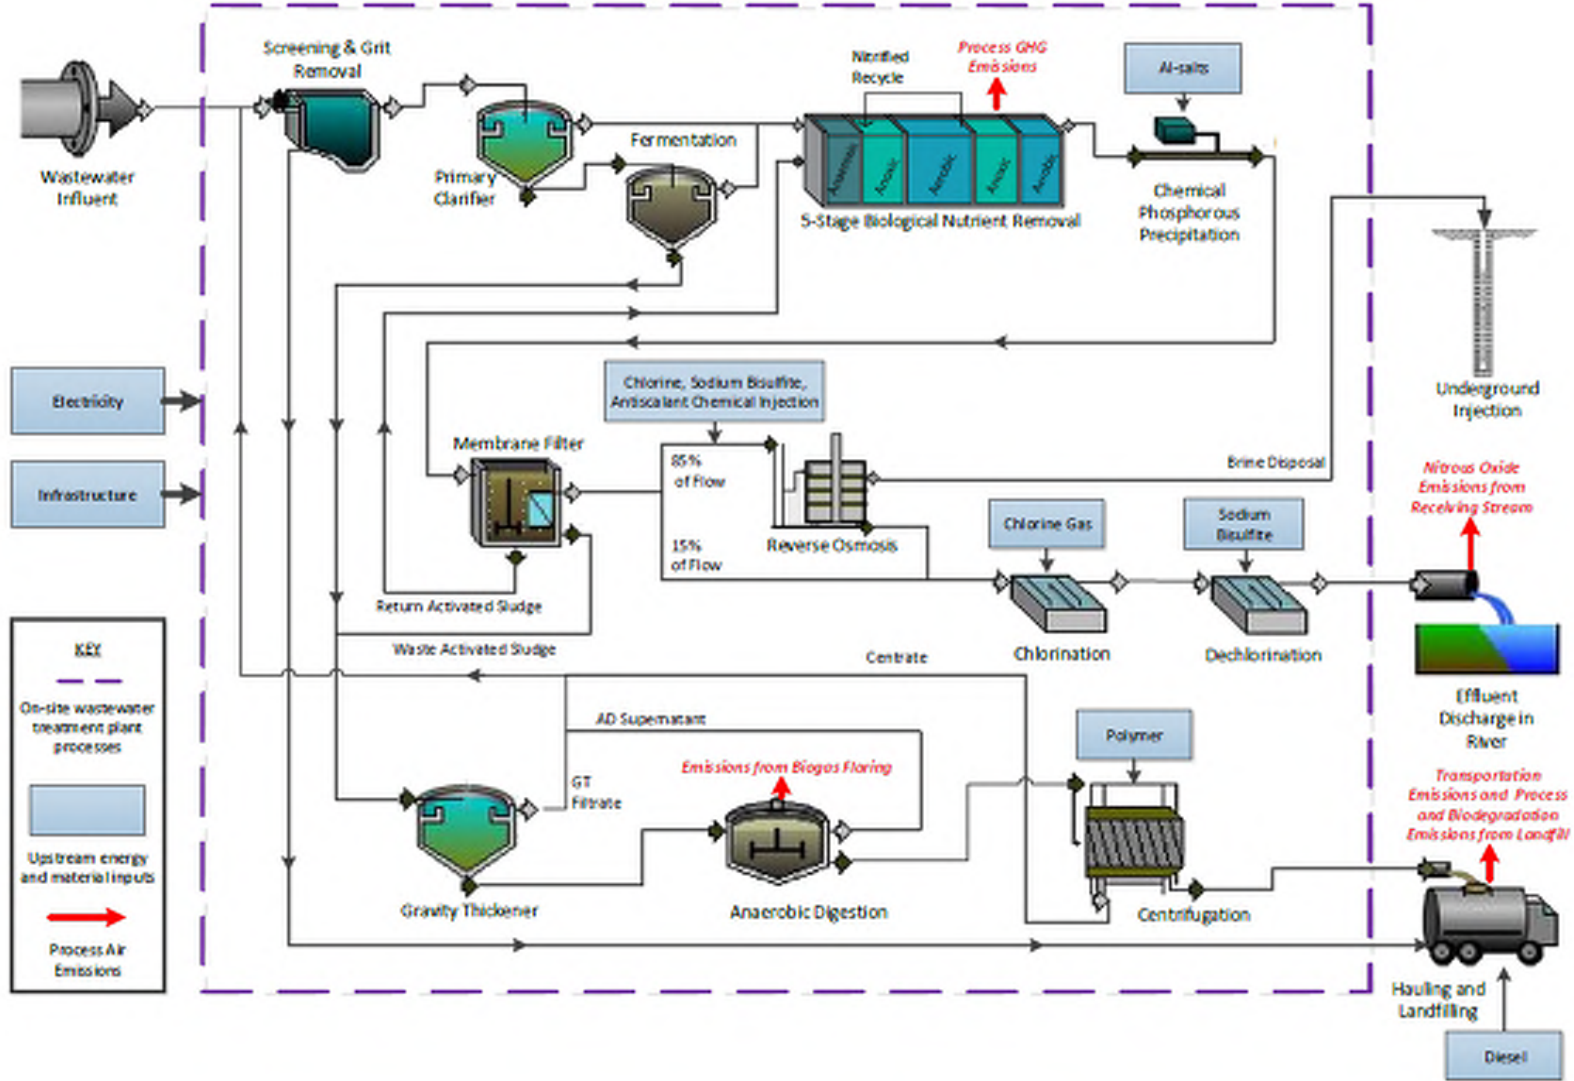 Screening & Grit
Removal
Wastewater
Influent
Primary
Clarifier
Fermentation
Nitrified
Recycle
Process GHG
Emissions
Anaerobic
Anoxic
Aerobic
Anoxic
Aerobic
5-Stage Biological Nutrient Removal
Al-salts
Chemical
Phosphorous
Precipitation
Underground
Injection
Electricity
Infrastructure
Chlorine, Sodium Bisulfite,
Antiscalant Chemical Injection
Membrane Filter
85%
of Flow
15%
of Flow
Reverse Osmosis
Brine Disposal
Chlorine Gas
Sodium
Bisulfite
Nitrous Oxide
Emissions from
Receiving Stream
Return Activated Sludge
Waste Activated Sludge
Chlorination
Dechlorination
Effluent
Discharge in
River
Centrate
AD Supernatant
GT
Filtrate
Emissions from Biogas Flaring
Polymer
Transportation
Emissions and Process
and Biodegradation
Emissions from Landfill
Gravity Thickener
Anaerobic Digestion
Centrifugation
Hauling and
Landfilling
Diesel
KEY
On-site wastewater
treatment plant
processes
Upstream energy
and material inputs
Process Air
Emissions